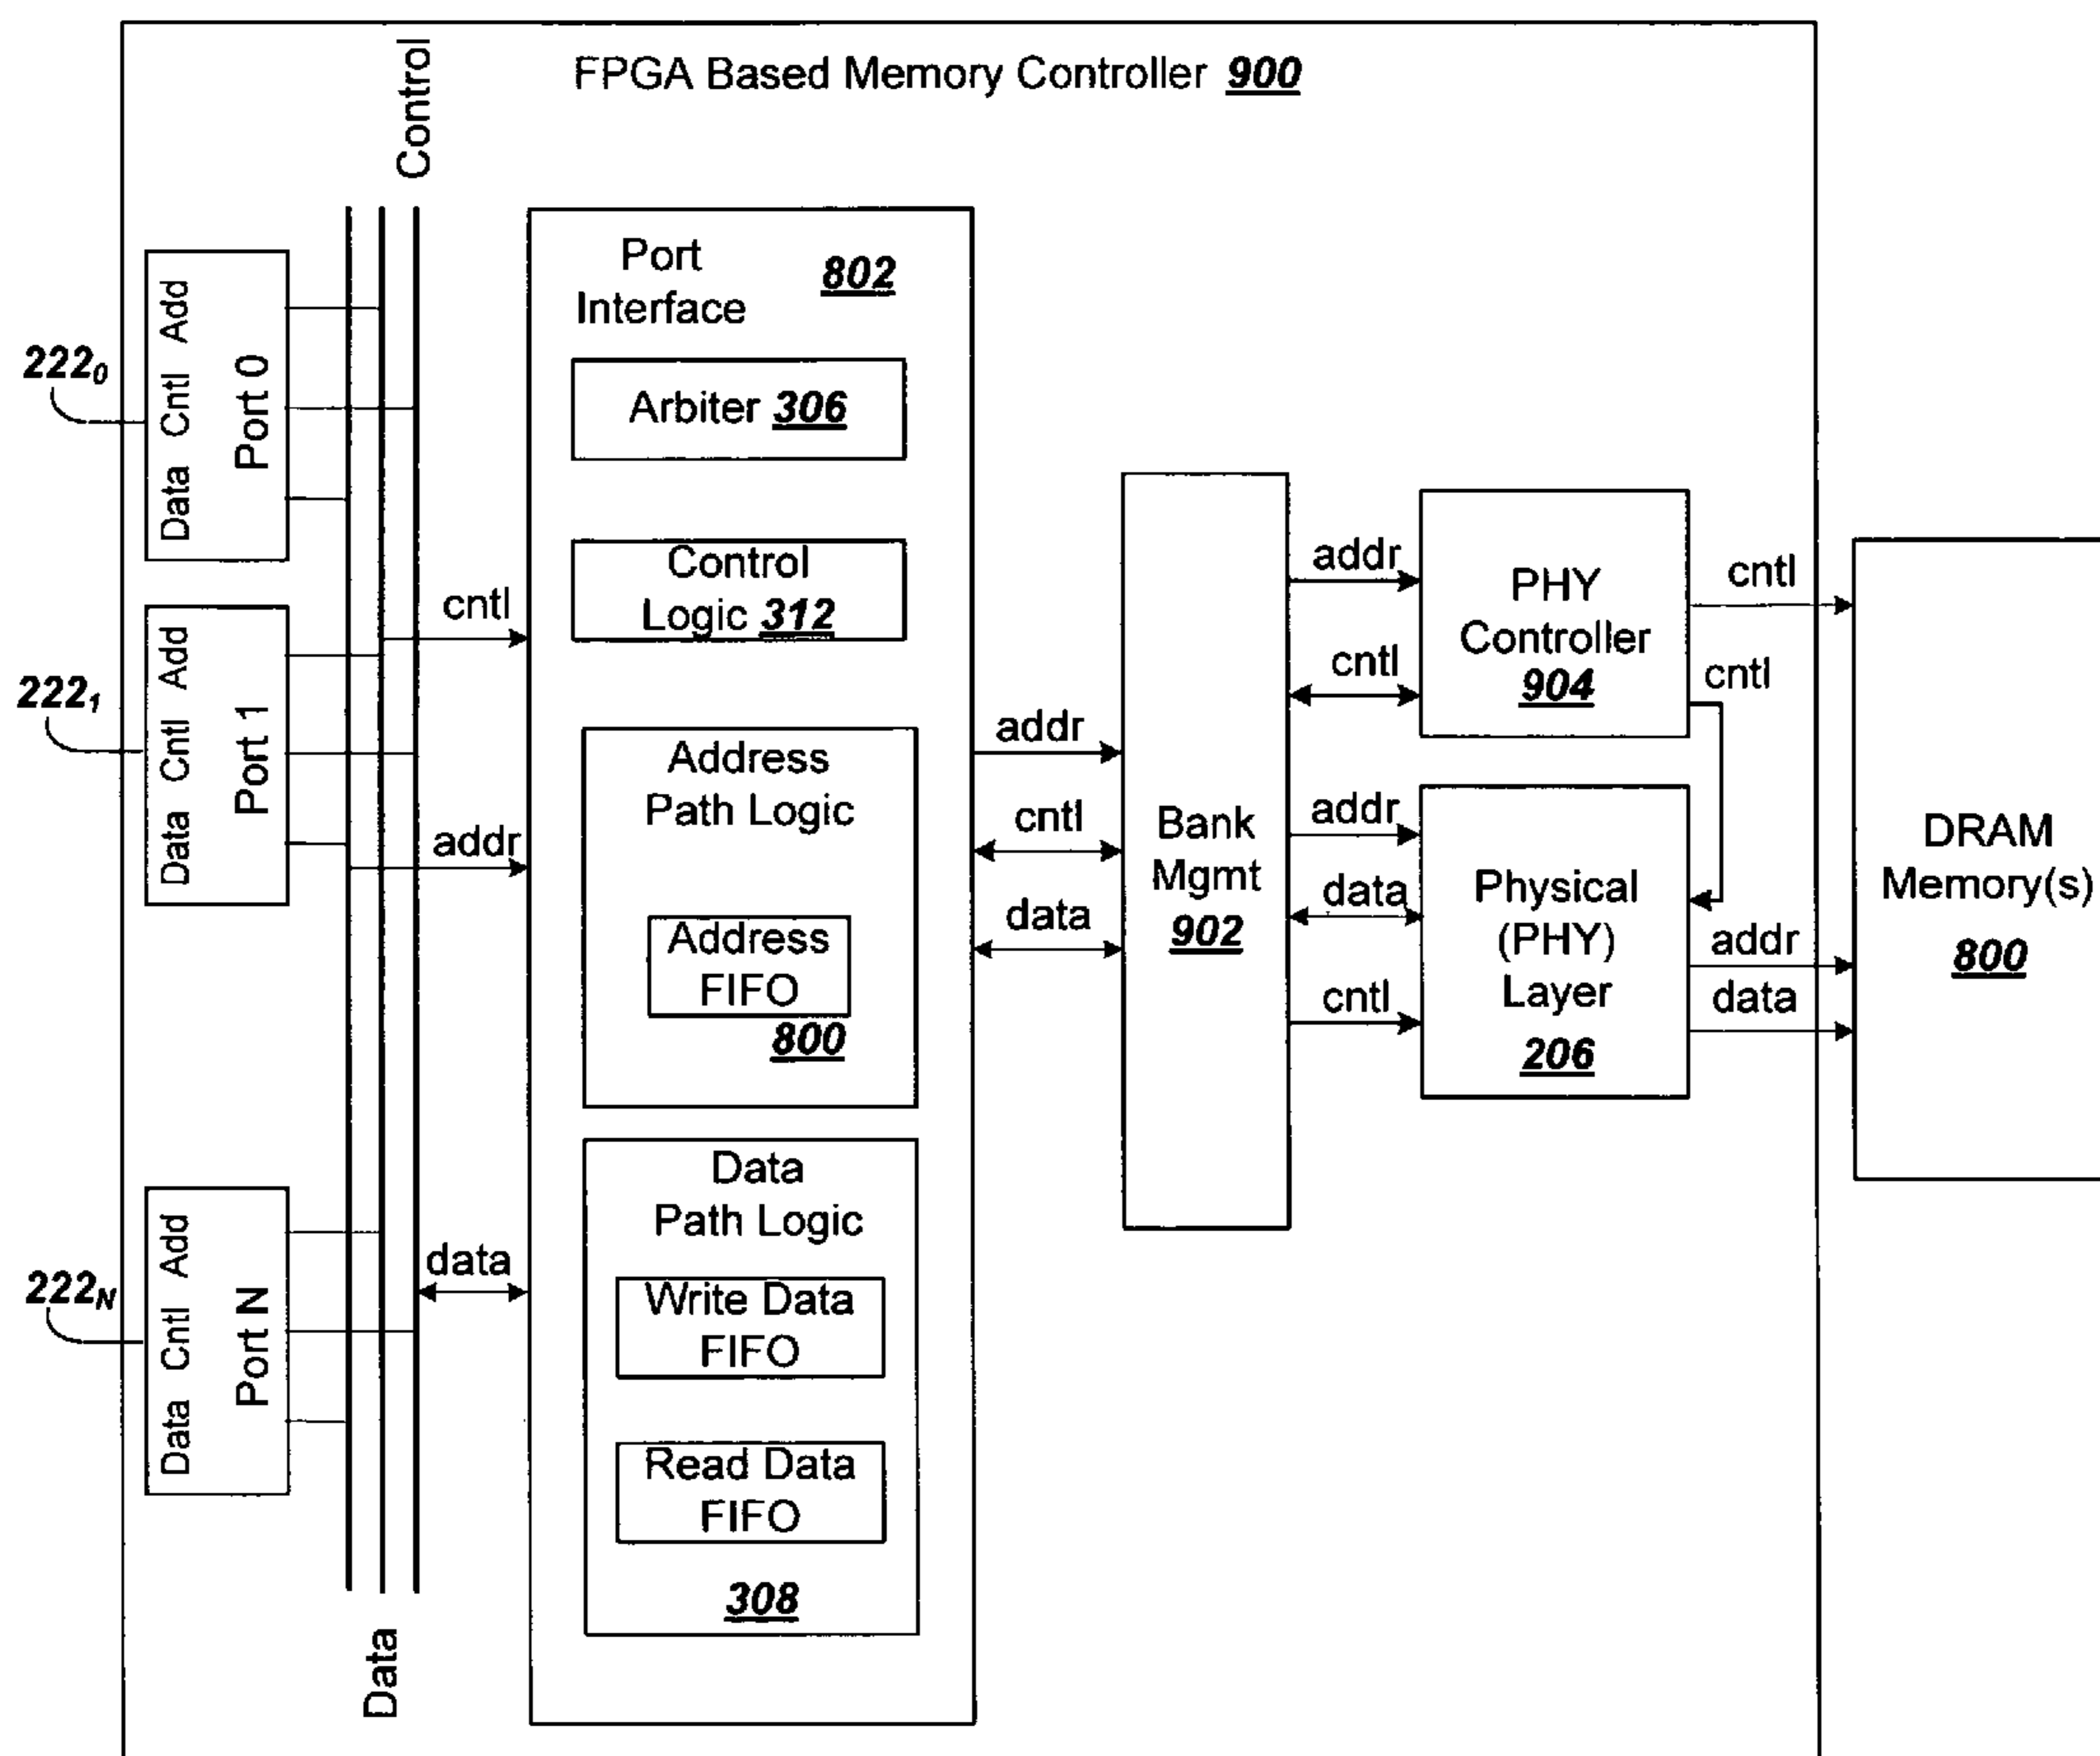 FPGA Based Memory Controller 900
Control
Port
Interface
802
Arbiter 306
Control
Logic 312
Address
Path Logic
Address
FIFO
800
Data
Path Logic
Write Data
FIFO
Read Data
FIFO
308
222₀
Data Cntl Add
Port 0
222₁
Data Cntl Add
Port 1
222N
Data Cntl Add
Port N
Data
cntl
addr
data
addr
cntl
data
Bank
Mgmt
902
addr
cntl
addr
data
cntl
PHY
Controller
904
Physical
(PHY)
Layer
206
cntl
cntl
addr
data
DRAM
Memory(s)
800